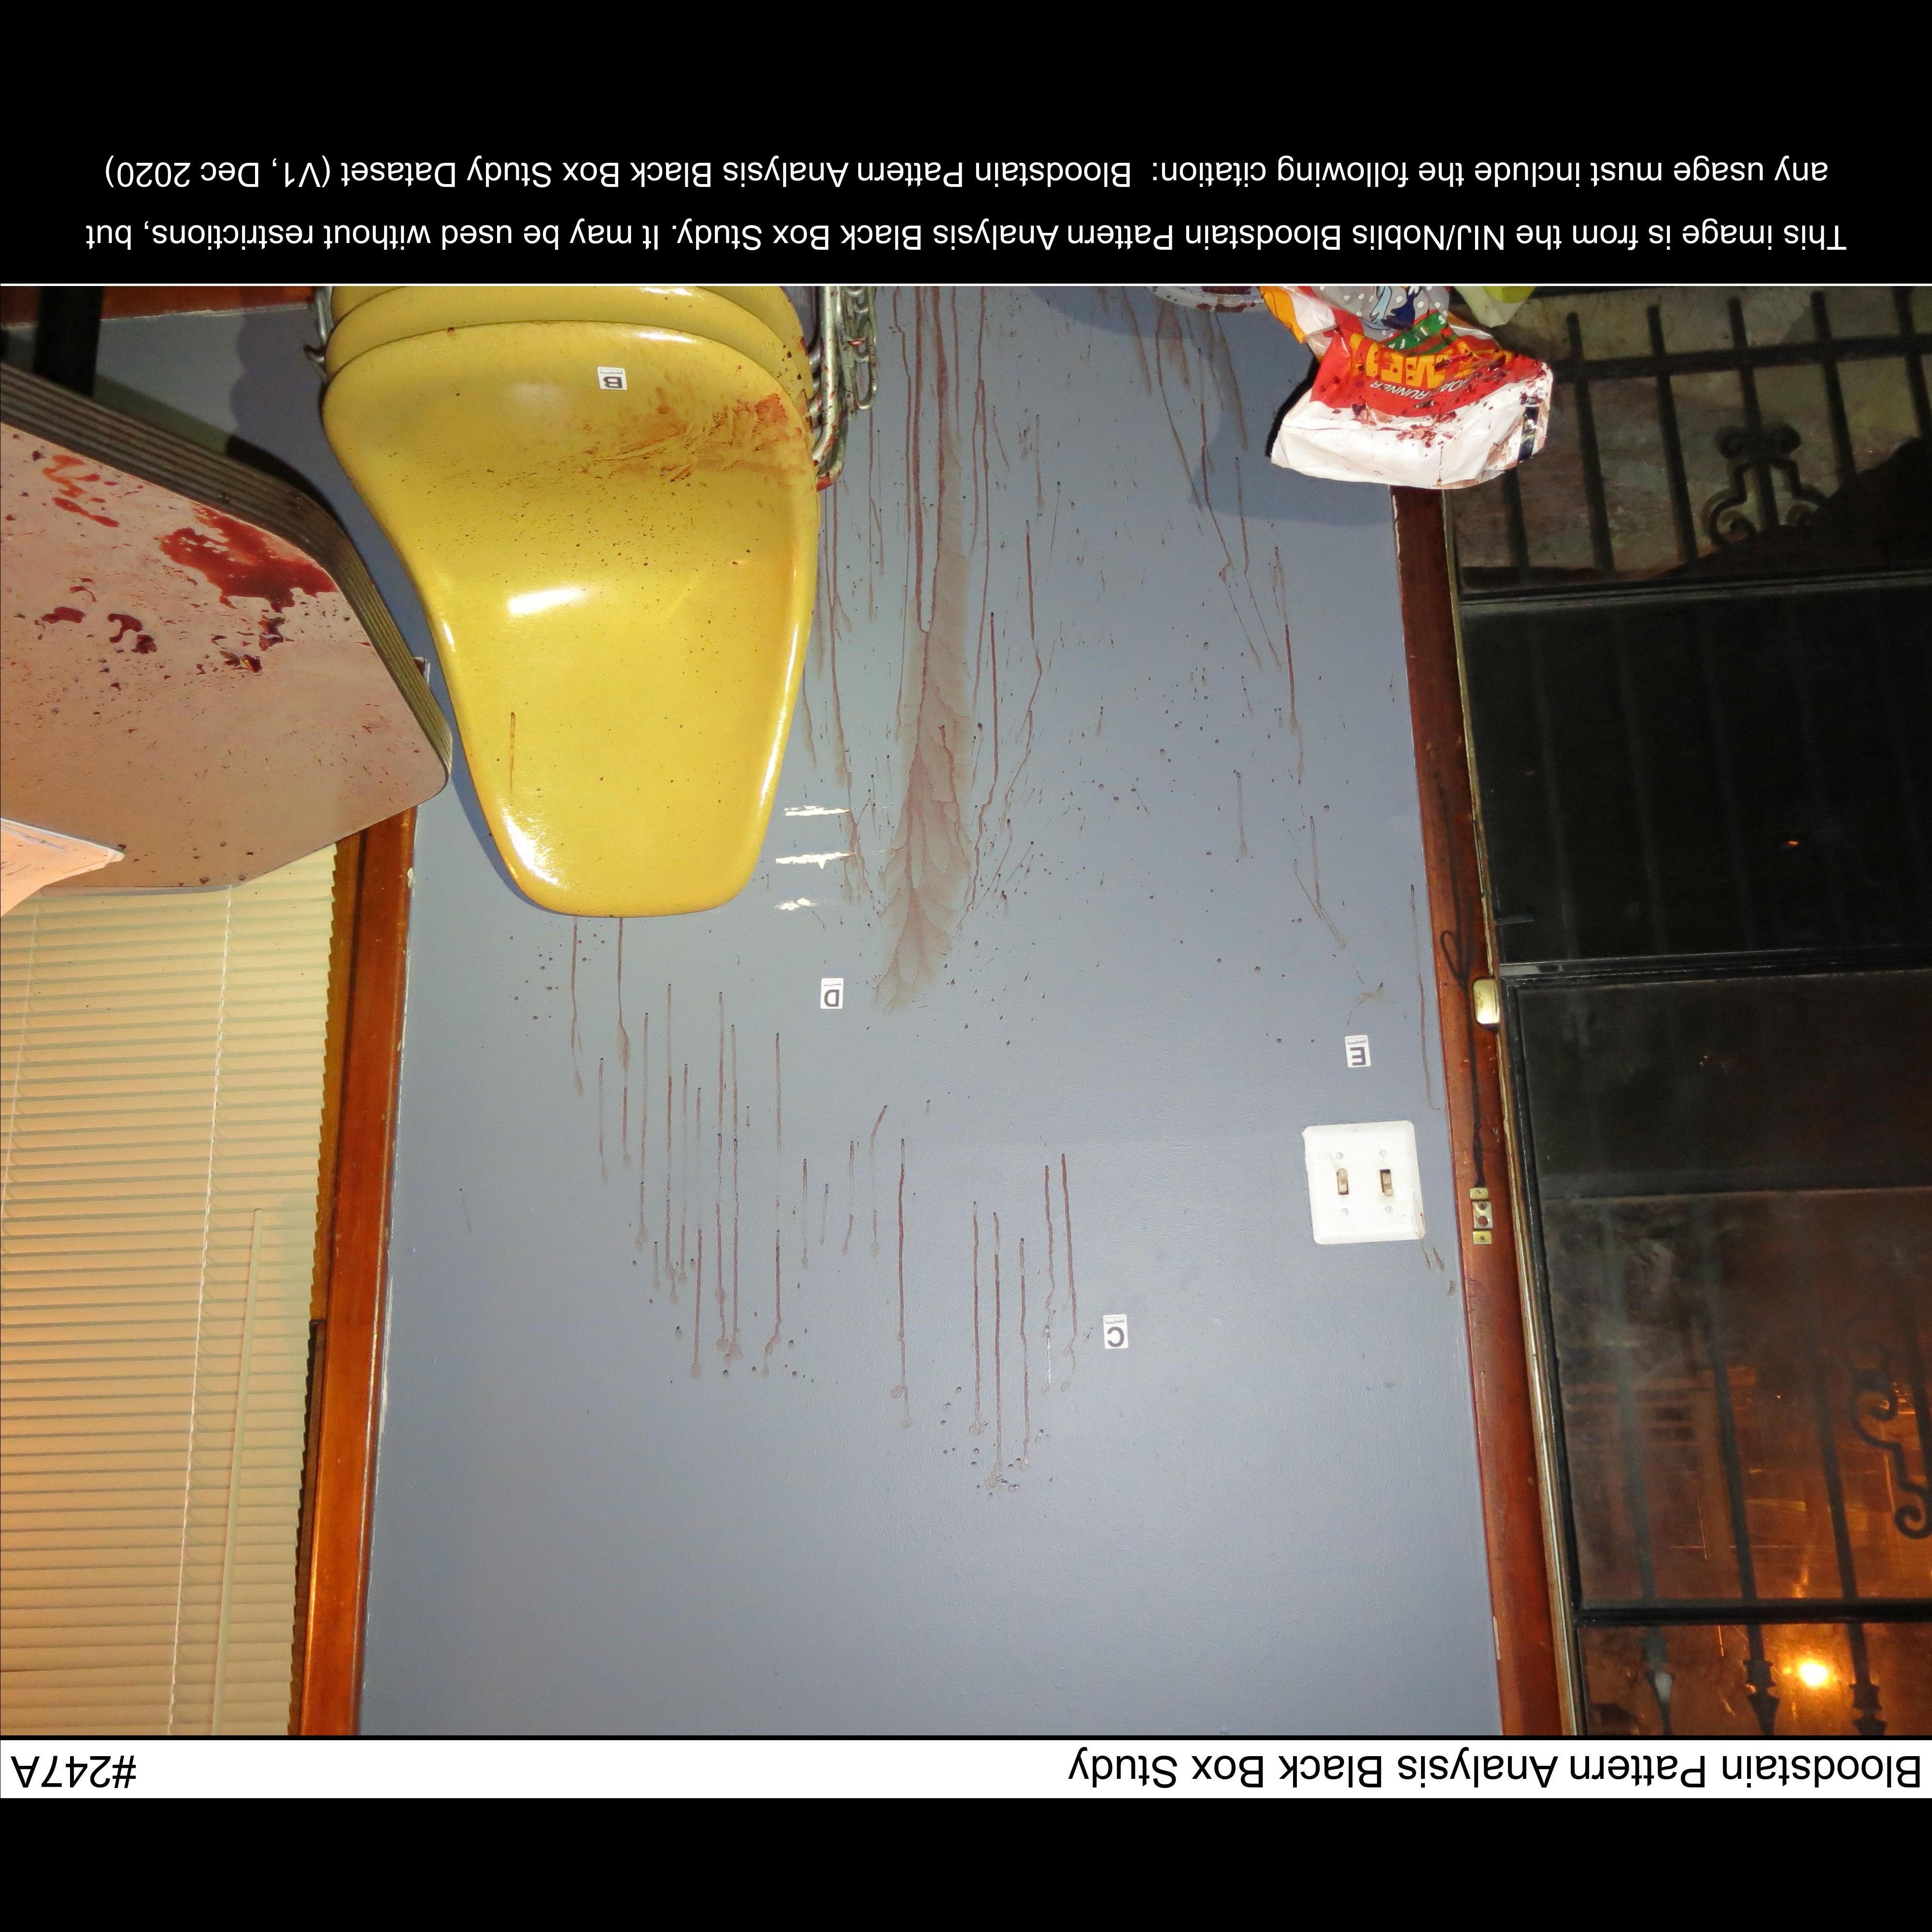 Bloodstain Pattern Analysis Black Box Study #247A
C
E
D
RUNNER
B
This image is from the NIJ/Noblis Bloodstain Pattern Analysis Black Box Study. It may be used without restrictions, but
any usage must include the following citation: Bloodstain Pattern Analysis Black Box Study Dataset (V1, Dec 2020)